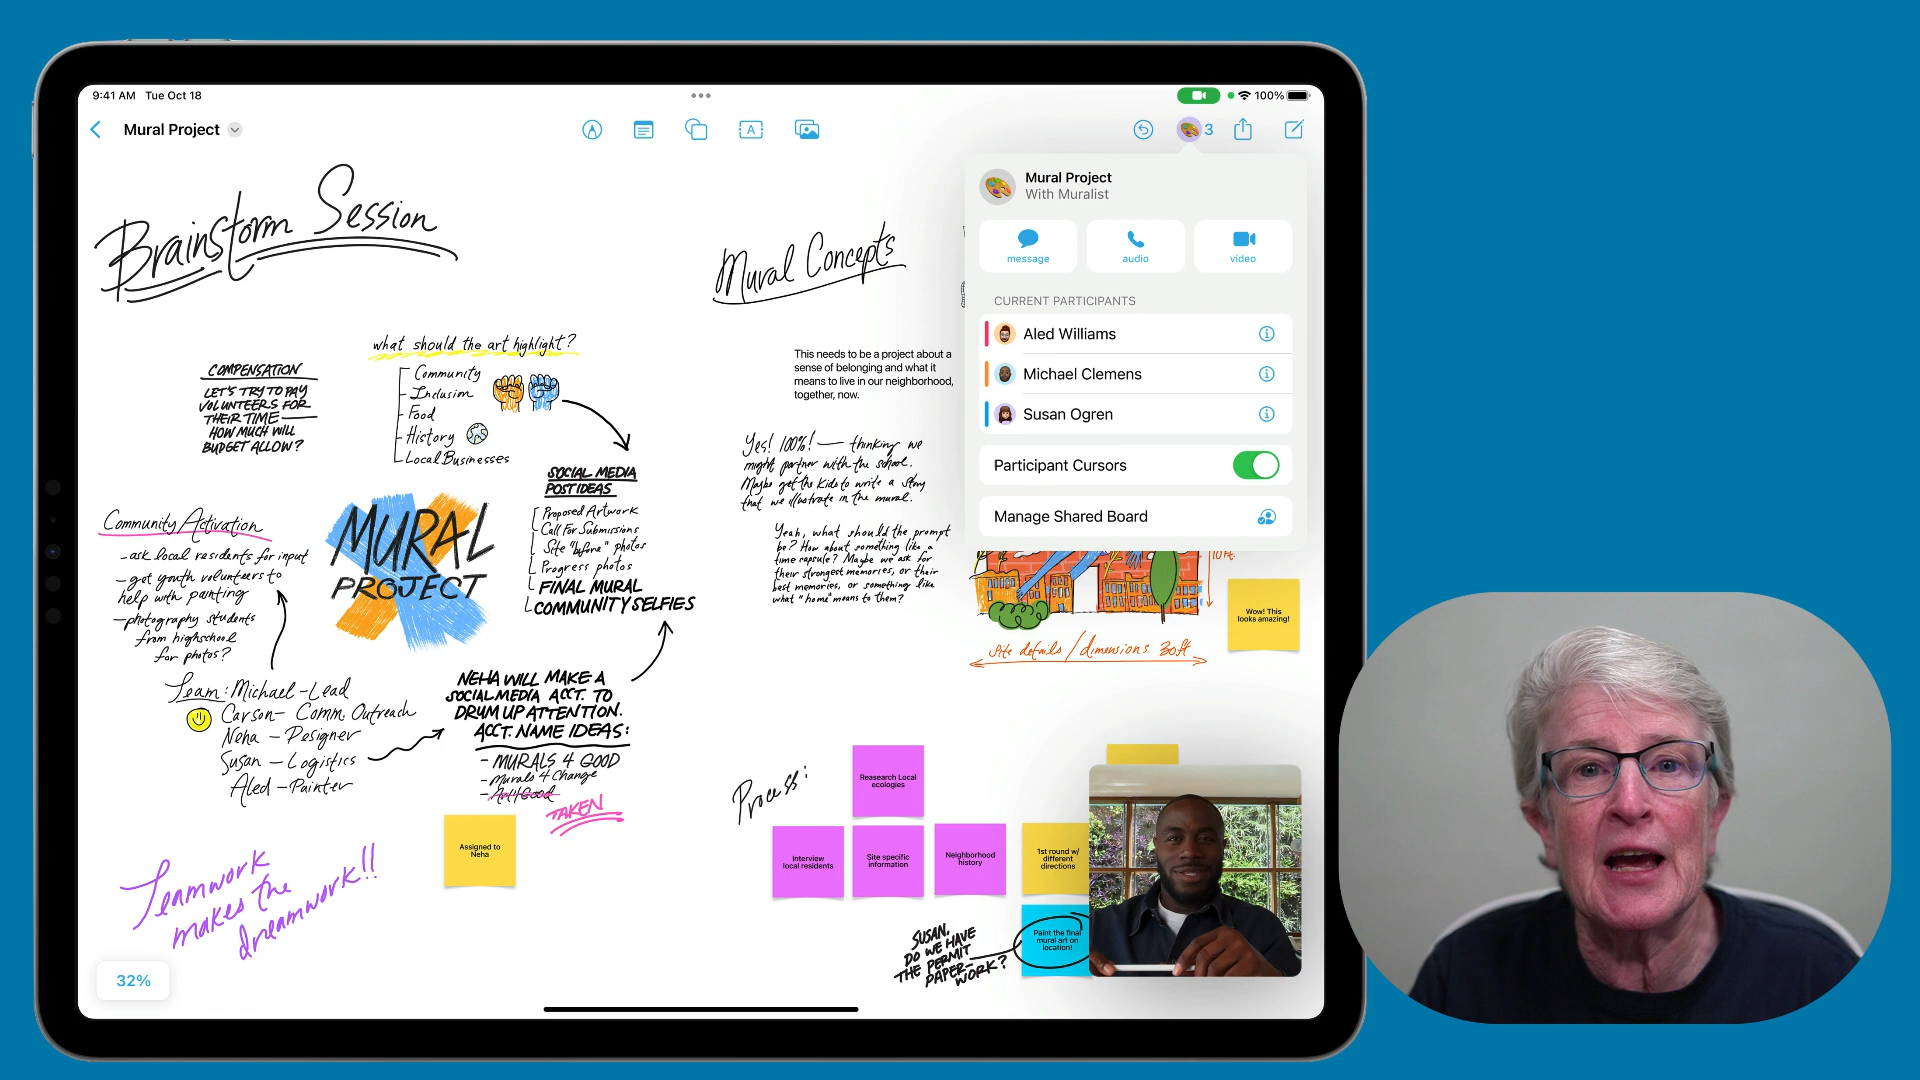 9:41 AM Tue Oct 18
100%
Mural Project
3
Brainstorm Session
Mural Concepts
Mural Project
With Muralist
message
audio
video
CURRENT PARTICIPANTS
Aled Williams
Michael Clemens
Susan Ogren
Participant Cursors
Manage Shared Board
COMPENSATION
LET'S TRY TO PAY
VOLUNTEERS FOR
THEIR TIME —
HOW MUCH WILL
BUDGET ALLOW?
what should the art highlight?
Community
Inclusion
Food
History
Local Businesses
SOCIAL MEDIA
POST IDEAS
Proposed Artwork
Call For Submissions
Site "before" photos
Progress photos
FINAL MURAL
COMMUNITY SELFIES
This needs to be a project about a
sense of belonging and what it
means to live in our neighborhood,
together, now.
Yes! 100%! — thinking we
might partner with the school.
Maybe get the kids to write a story
that we illustrate in the mural.
Yeah, what should the prompt
be? How about something like a
time capsule? Maybe we ask for
their strongest memories, or their
best memories, or something like
what "home" means to them?
Community Activation
- ask local residents for input
- get youth volunteers to
help with painting
- photography students
from highschool
for photos?
MURAL
PROJECT
10 ft.
Site details / dimensions 30ft
Wow! This
looks amazing!
Team: Michael - Lead
Carson - Comm. Outreach
Neha - Designer
Susan - Logistics
Aled - Painter
NEHA WILL MAKE A
SOCIAL MEDIA ACCT. TO
DRUM UP ATTENTION.
ACCT. NAME IDEAS:
- MURALS 4 GOOD
- Murals 4 Change
- Art4Good
TAKEN
Assigned to
Neha
Teamwork
makes the
dreamwork!!
Process:
Reasearch Local
ecologies
Interview
local residents
Site specific
information
Neighborhood
history
1st round w/
different
directions
Paint the final
mural art on
location!
SUSAN,
DO WE HAVE
THE PERMIT
PAPER-
WORK?
32%